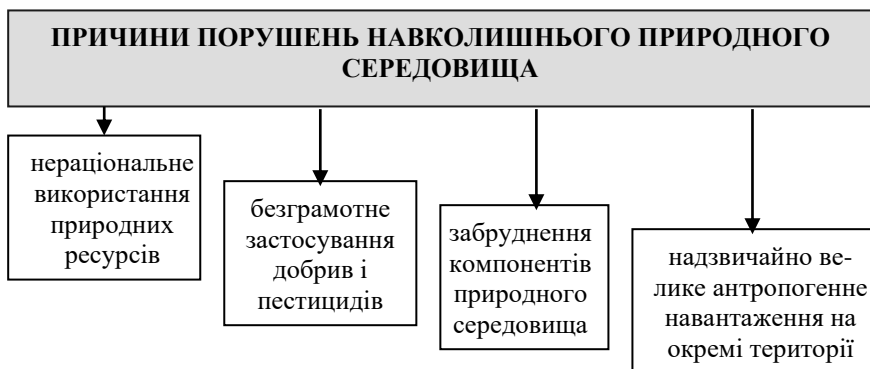 ПРИЧИНИ ПОРУШЕНЬ НАВКОЛИШНЬОГО ПРИРОДНОГО
СЕРЕДОВИЩА
нераціональне
використання
природних
ресурсів
безграмотне
застосування
добрив і
пестицидів
забруднення
компонентів
природного
середовища
надзвичайно ве-
лике антропогенне
навантаження на
окремі території